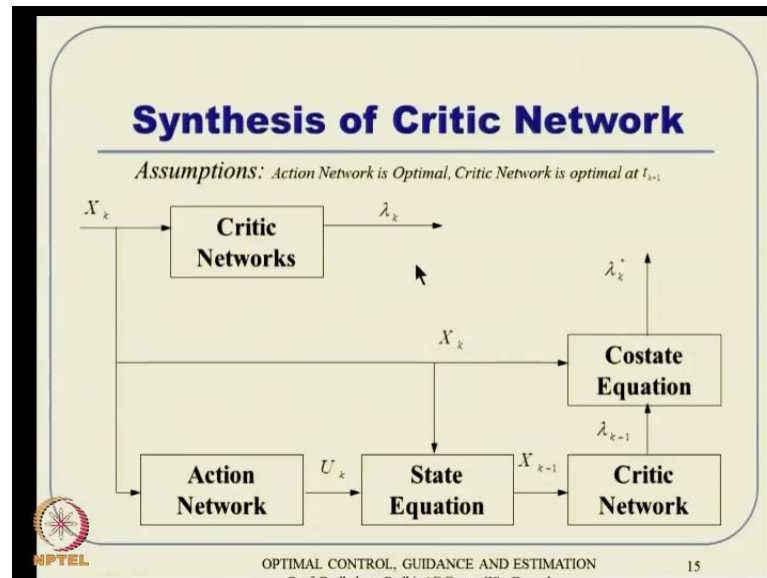 Synthesis of Critic Network
Assumptions: Action Network is Optimal, Critic Network is optimal at t_{k+1}
X_k
Critic
Networks
λ_k
λ_k^*
X_k
Costate
Equation
λ_{k+1}
Action
Network
U_k
State
Equation
X_{k+1}
Critic
Network
NPTEL
OPTIMAL CONTROL, GUIDANCE AND ESTIMATION
15